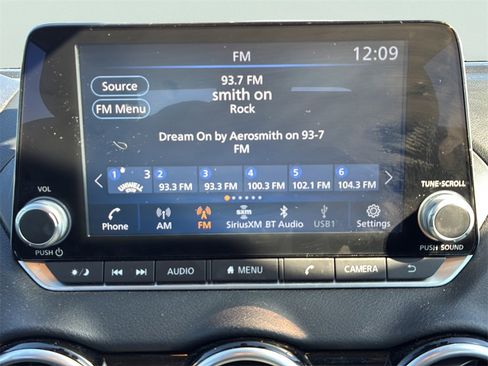 FM
12:09
Source
93.7 FM
smith on
FM Menu
Rock
Dream On by Aerosmith on 93-7
FM
1 3 2 3 4 5 6
93.3 FM 93.3 FM 100.3 FM 102.1 FM 104.3 FM
VOL
TUNE•SCROLL
Phone AM FM SiriusXM BT Audio USB1 Settings
sxm
PUSH
PUSH SOUND
AUDIO MENU CAMERA